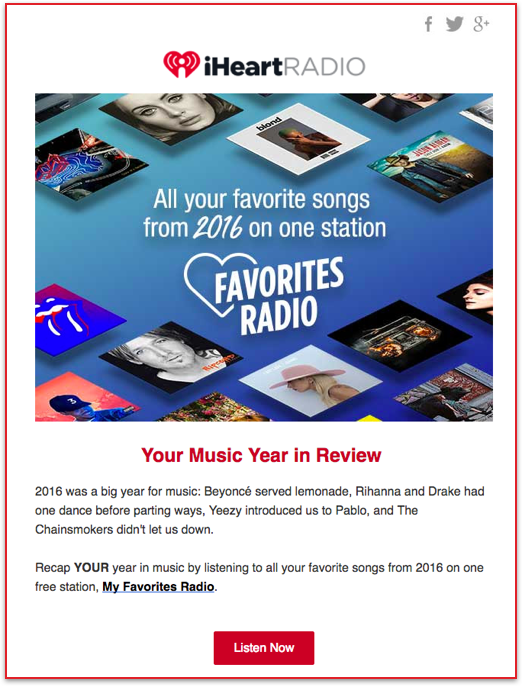 iHeartRADIO
blond
All your favorite songs
from 2016 on one station
FAVORITES
RADIO
Your Music Year in Review
2016 was a big year for music: Beyoncé served lemonade, Rihanna and Drake had
one dance before parting ways, Yeezy introduced us to Pablo, and The
Chainsmokers didn't let us down.
Recap YOUR year in music by listening to all your favorite songs from 2016 on one
free station, My Favorites Radio.
Listen Now